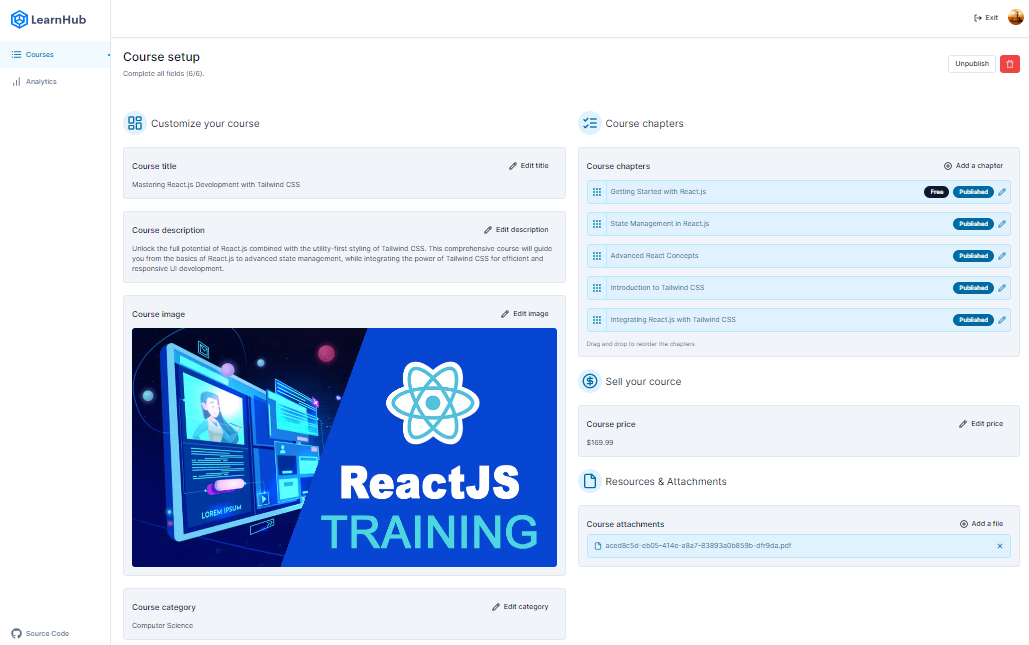 LearnHub
Exit
Courses
Analytics
Course setup
Complete all fields (6/6).
Unpublish
Customize your course
Course title
Edit title
Mastering React.js Development with Tailwind CSS
Course description
Edit description
Unlock the full potential of React.js combined with the utility-first styling of Tailwind CSS. This comprehensive course will guide
you from the basics of React.js to advanced state management, while integrating the power of Tailwind CSS for efficient and
responsive UI development.
Course image
Edit image
LOREM IPSUM
ReactJS
TRAINING
Course category
Edit category
Computer Science
Course chapters
Course chapters
Add a chapter
Getting Started with React.js
Free
Published
State Management in React.js
Published
Advanced React Concepts
Published
Introduction to Tailwind CSS
Published
Integrating React.js with Tailwind CSS
Published
Drag and drop to reorder the chapters
Sell your cource
Course price
Edit price
$169.99
Resources & Attachments
Course attachments
Add a file
aced8c5d-eb05-414e-a8a7-83893a0b859b-dfr9da.pdf
Source Code